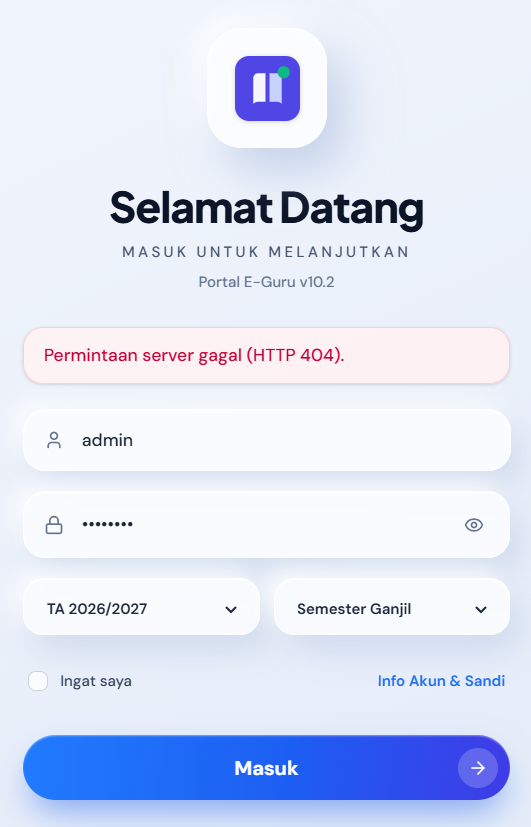 Selamat Datang
MASUK UNTUK MELANJUTKAN
Portal E-Guru v10.2
Permintaan server gagal (HTTP 404).
admin
••••••••
TA 2026/2027
Semester Ganjil
Ingat saya
Info Akun & Sandi
Masuk